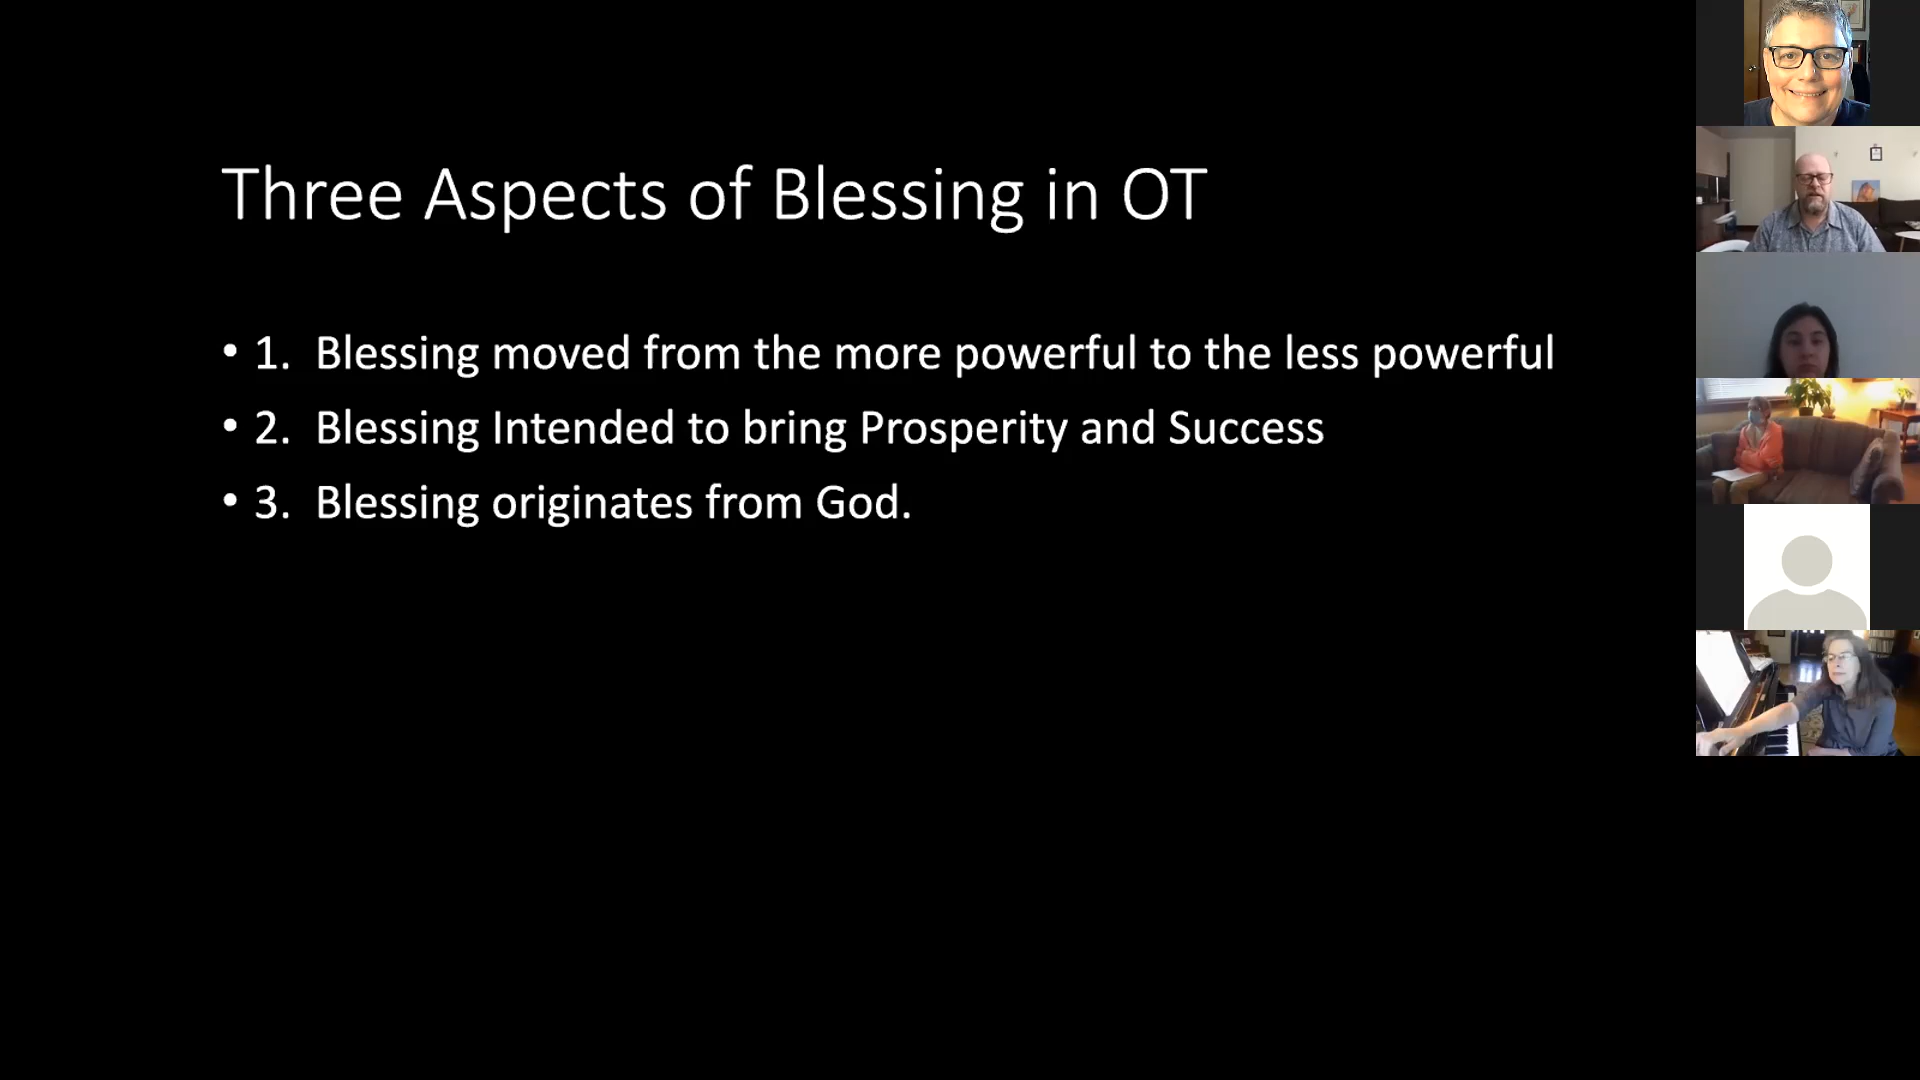 Three Aspects of Blessing in OT
• 1. Blessing moved from the more powerful to the less powerful
• 2. Blessing Intended to bring Prosperity and Success
• 3. Blessing originates from God.